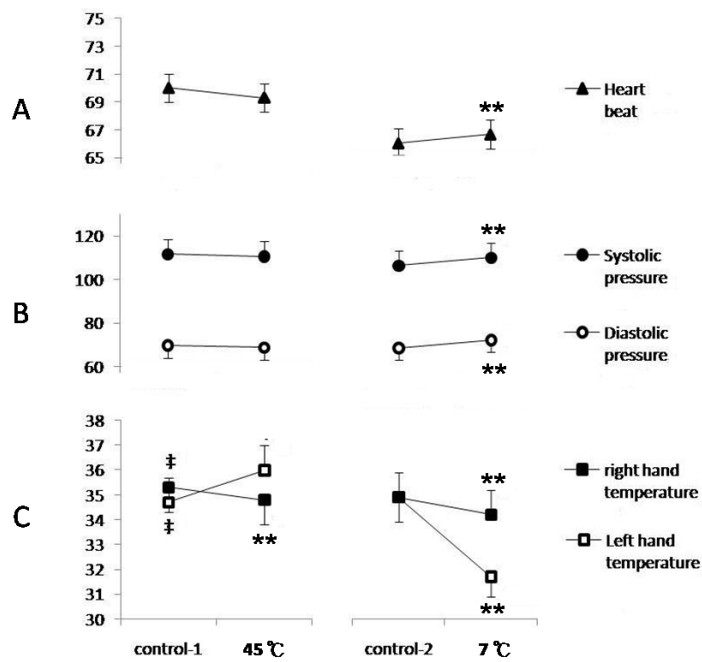 A
75
73
71
69
67
65
**
Heart
beat
B
120
100
80
60
**
**
Systolic
pressure
Diastolic
pressure
C
38
37
36
35
34
33
32
31
30
‡
‡
**
**
**
right hand
temperature
Left hand
temperature
control-1
45 ℃
control-2
7 ℃